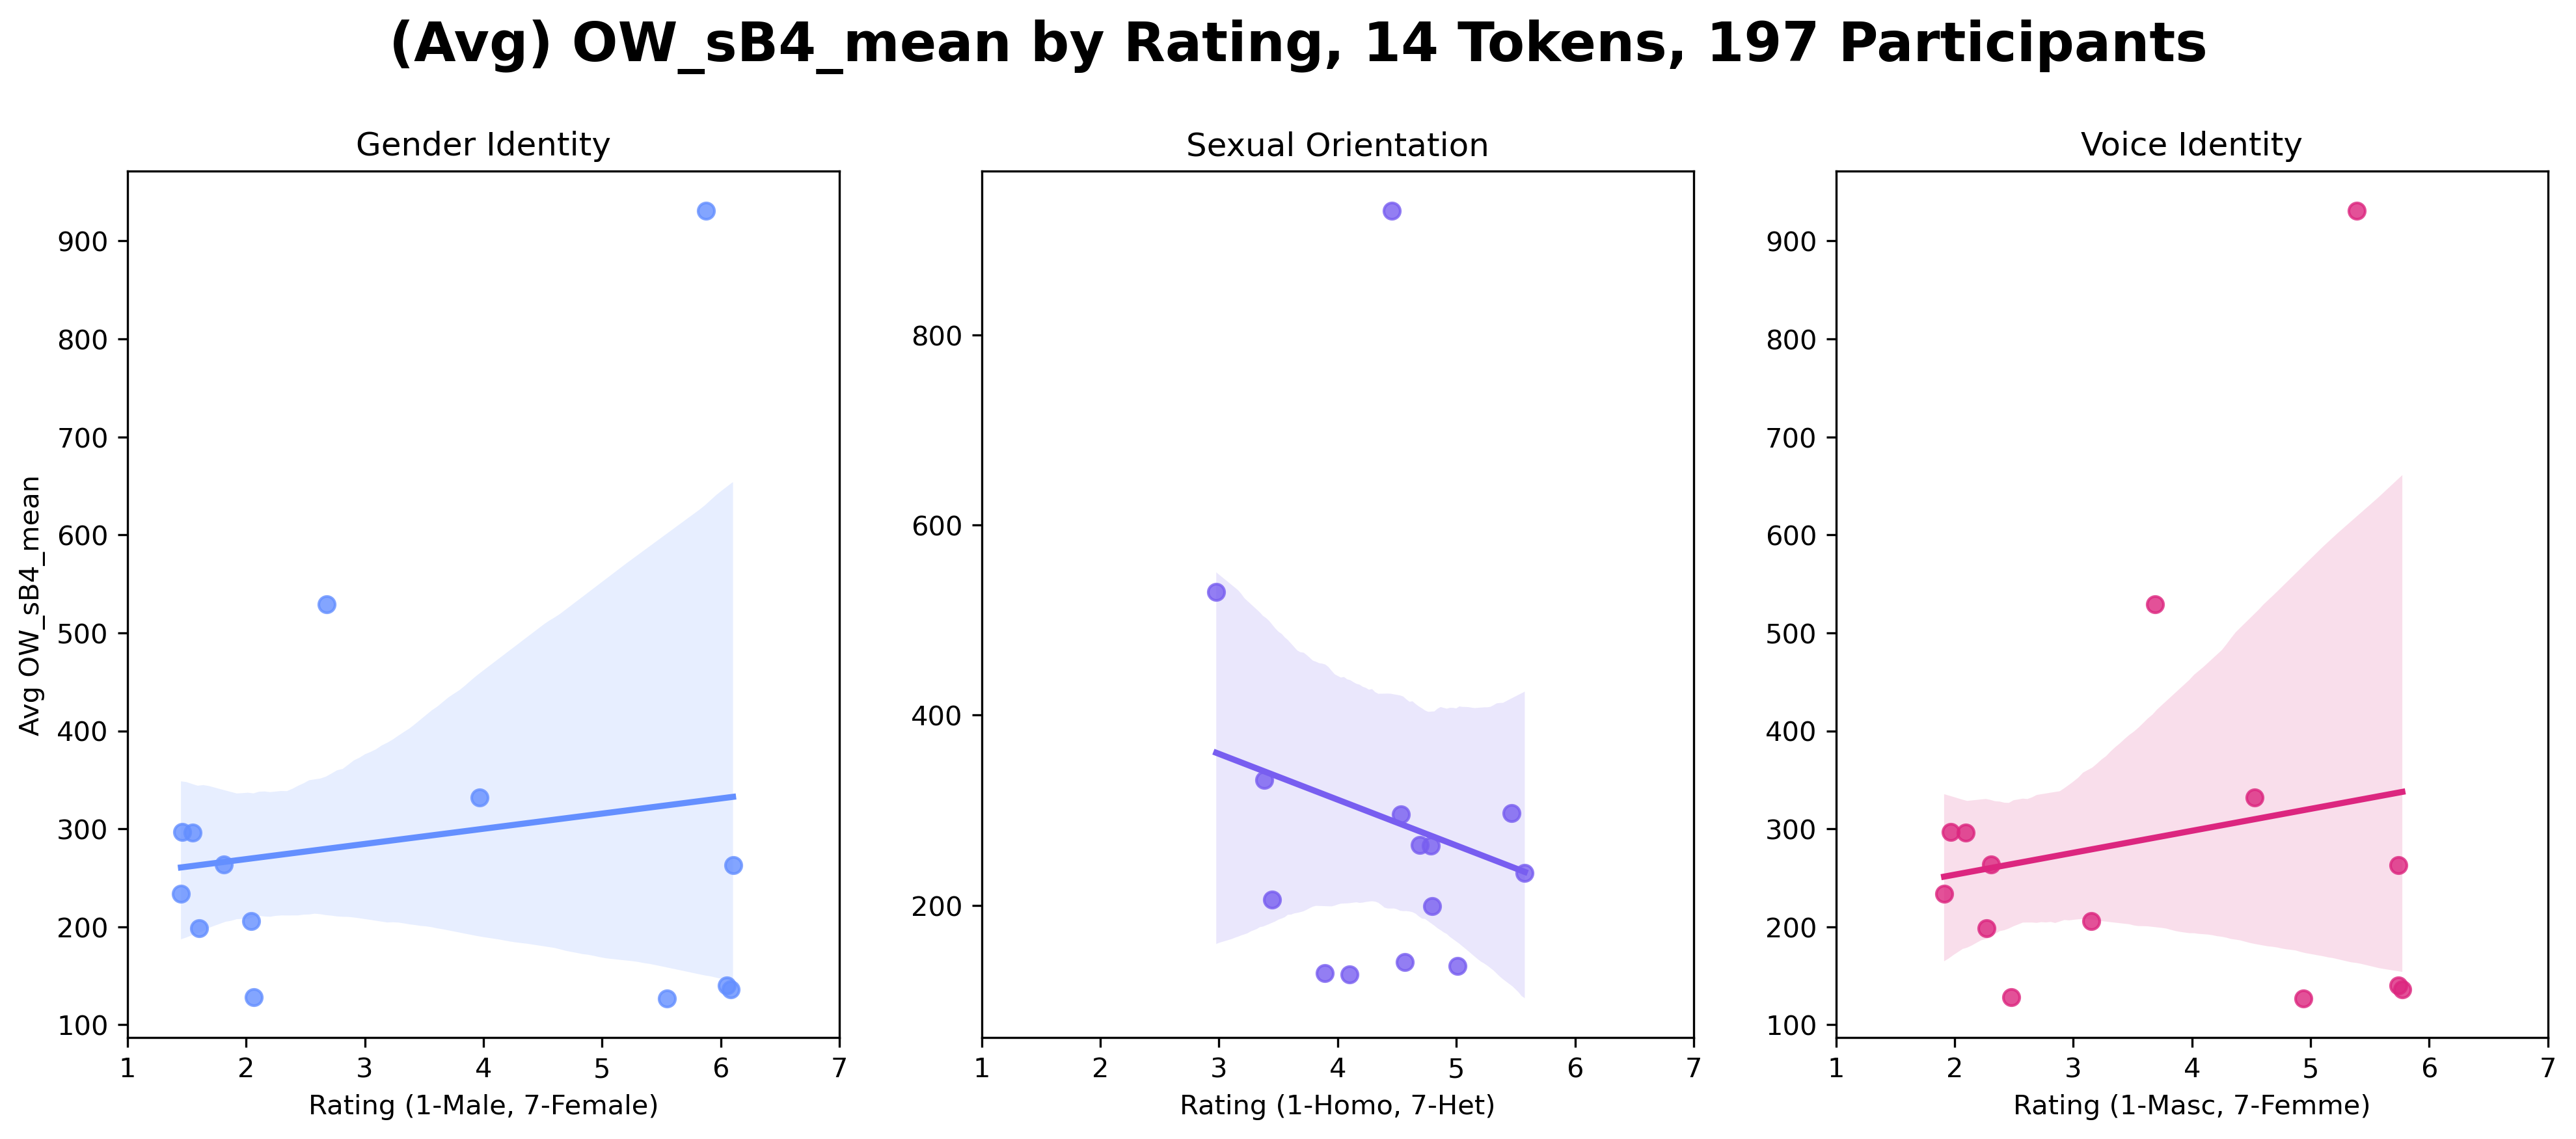 (Avg) OW_sB4_mean by Rating, 14 Tokens, 197 Participants
Gender Identity
Avg OW_sB4_mean
900
800
700
600
500
400
300
200
100
1 2 3 4 5 6 7
Rating (1-Male, 7-Female)
Sexual Orientation
800
600
400
200
1 2 3 4 5 6 7
Rating (1-Homo, 7-Het)
Voice Identity
900
800
700
600
500
400
300
200
100
1 2 3 4 5 6 7
Rating (1-Masc, 7-Femme)